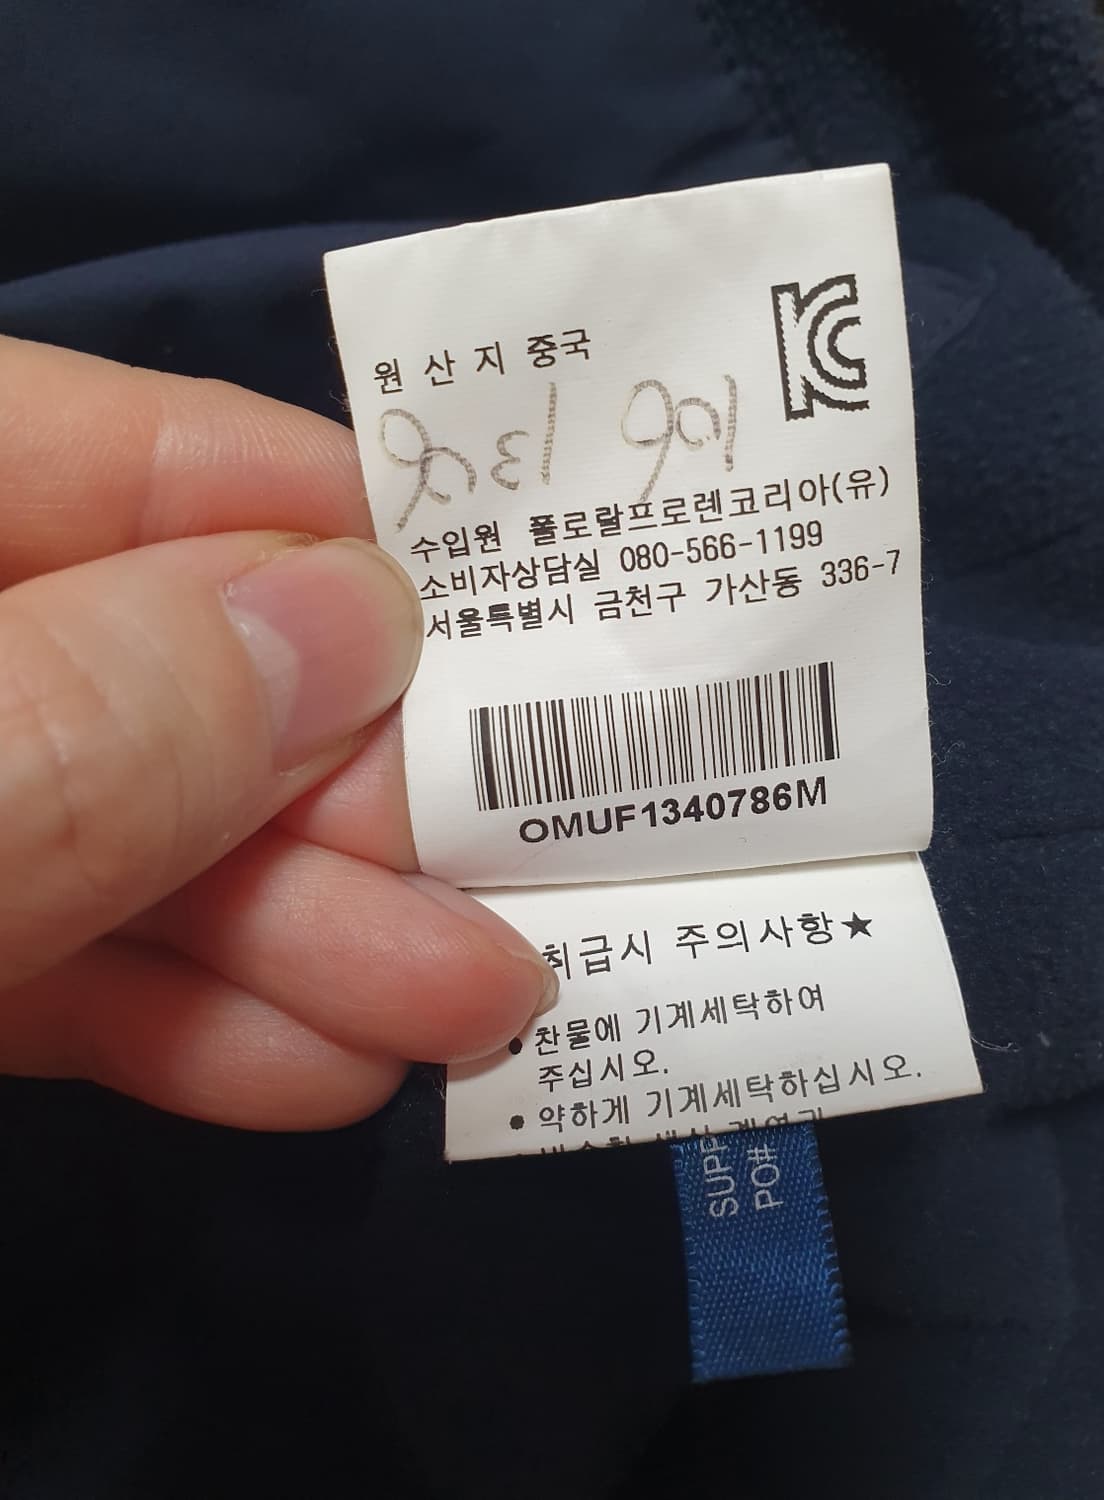 원 산 지 중국
KC
수입원 폴로랄프로렌코리아(유)
소비자상담실 080-566-1199
서울특별시 금천구 가산동 336-7
OMUF1340786M
취급시 주의사항★
• 찬물에 기계세탁하여
주십시오.
• 약하게 기계세탁하십시오.
PO#